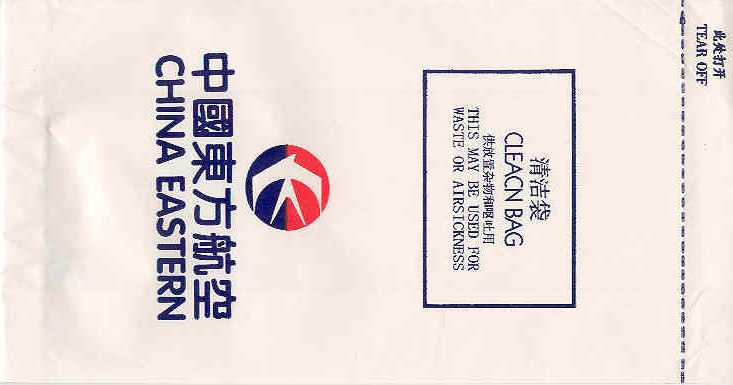 此处打开
TEAR OFF
清洁袋
CLEACN BAG
供放置杂物和呕吐用
THIS MAY BE USED FOR
WASTE OR AIRSICKNESS
中國東方航空
CHINA EASTERN